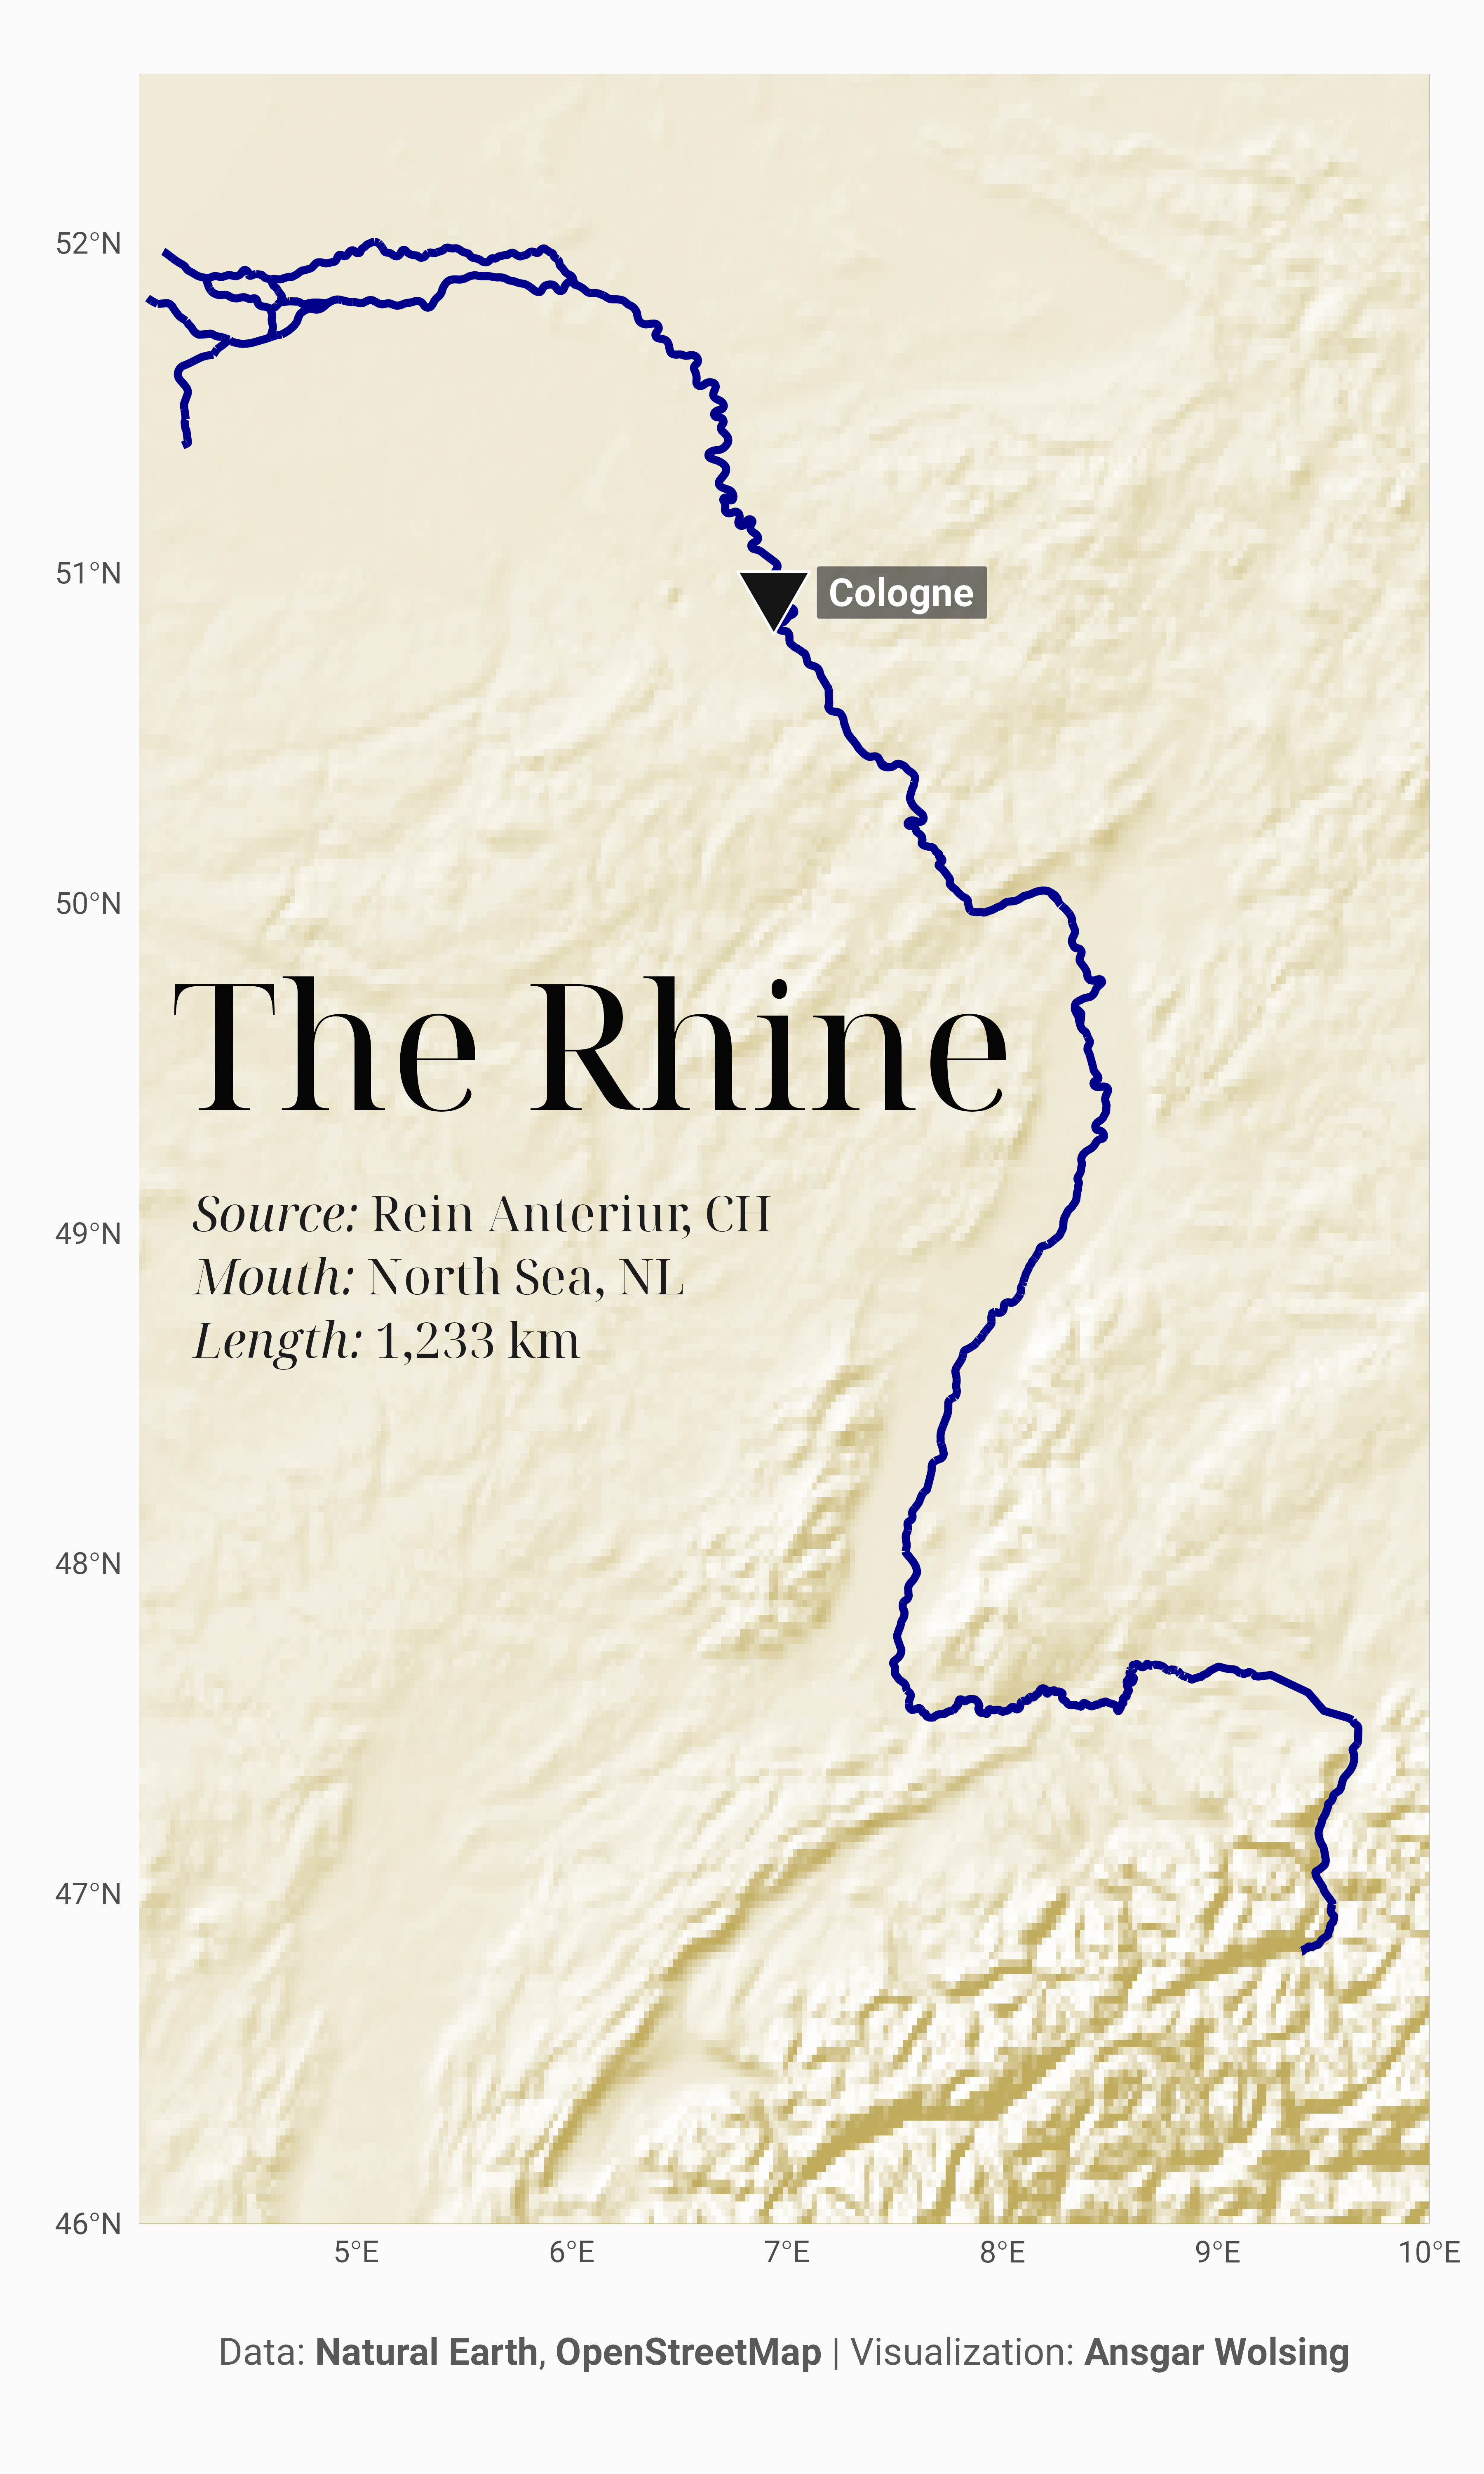 52°N
51°N
Cologne
50°N
The Rhine
Source: Rein Anteriur, CH
49°N
Mouth: North Sea, NL
Length: 1,233 km
48°N
47°N
46°N
5°E 6°E 7°E 8°E 9°E 10°E
Data: Natural Earth, OpenStreetMap | Visualization: Ansgar Wolsing